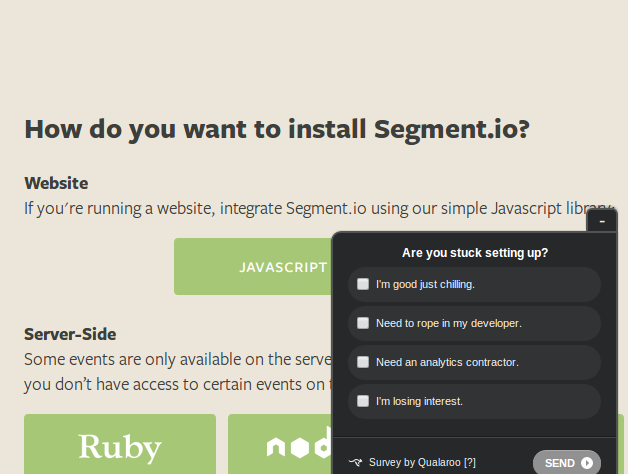 How do you want to install Segment.io?
Website
If you're running a website, integrate Segment.io using our simple Javascript library.
JAVASCRIPT
Server-Side
Some events are only available on the serve
you don't have access to certain events on
Ruby
nod
-
Are you stuck setting up?
I'm good just chilling.
Need to rope in my developer.
Need an analytics contractor.
I'm losing interest.
Survey by Qualaroo [?]
SEND